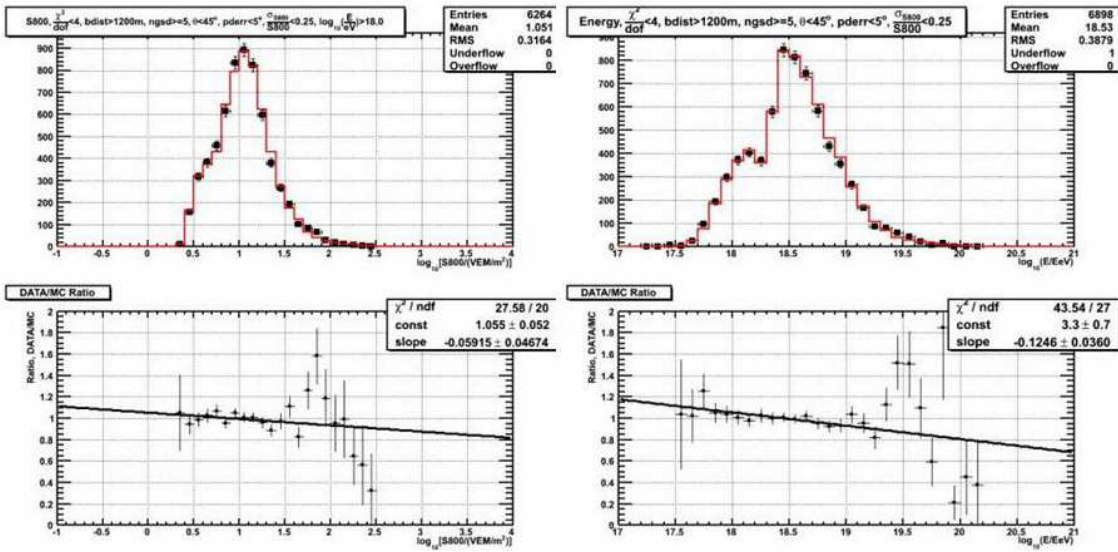 S800, χ²/dof<4, bdist>1200m, ngsd>=5, θ<45°, pderr<5°, σS800/S800<0.25, log10(E/eV)>18.0
Entries 6264
Mean 1.051
RMS 0.3164
Underflow 0
Overflow 0
900
800
700
600
500
400
300
200
100
0
-1 -0.5 0 0.5 1 1.5 2 2.5 3 3.5 4
log10[S800/(VEM/m²)]
Energy, χ²/dof<4, bdist>1200m, ngsd>=5, θ<45°, pderr<5°, σS800/S800<0.25
Entries 6898
Mean 18.53
RMS 0.3879
Underflow 1
Overflow 0
900
800
700
600
500
400
300
200
100
0
17 17.5 18 18.5 19 19.5 20 20.5 21
log10(E/EeV)
DATA/MC Ratio
χ² / ndf 27.58 / 20
const 1.055 ± 0.052
slope -0.05915 ± 0.04674
Ratio, DATA/MC
2
1.8
1.6
1.4
1.2
1
0.8
0.6
0.4
0.2
0
-1 -0.5 0 0.5 1 1.5 2 2.5 3 3.5 4
log10[S800/(VEM/m²)]
DATA/MC Ratio
χ² / ndf 43.54 / 27
const 3.3 ± 0.7
slope -0.1246 ± 0.0360
Ratio, DATA/MC
2
1.8
1.6
1.4
1.2
1
0.8
0.6
0.4
0.2
0
17 17.5 18 18.5 19 19.5 20 20.5 21
log10(E/EeV)